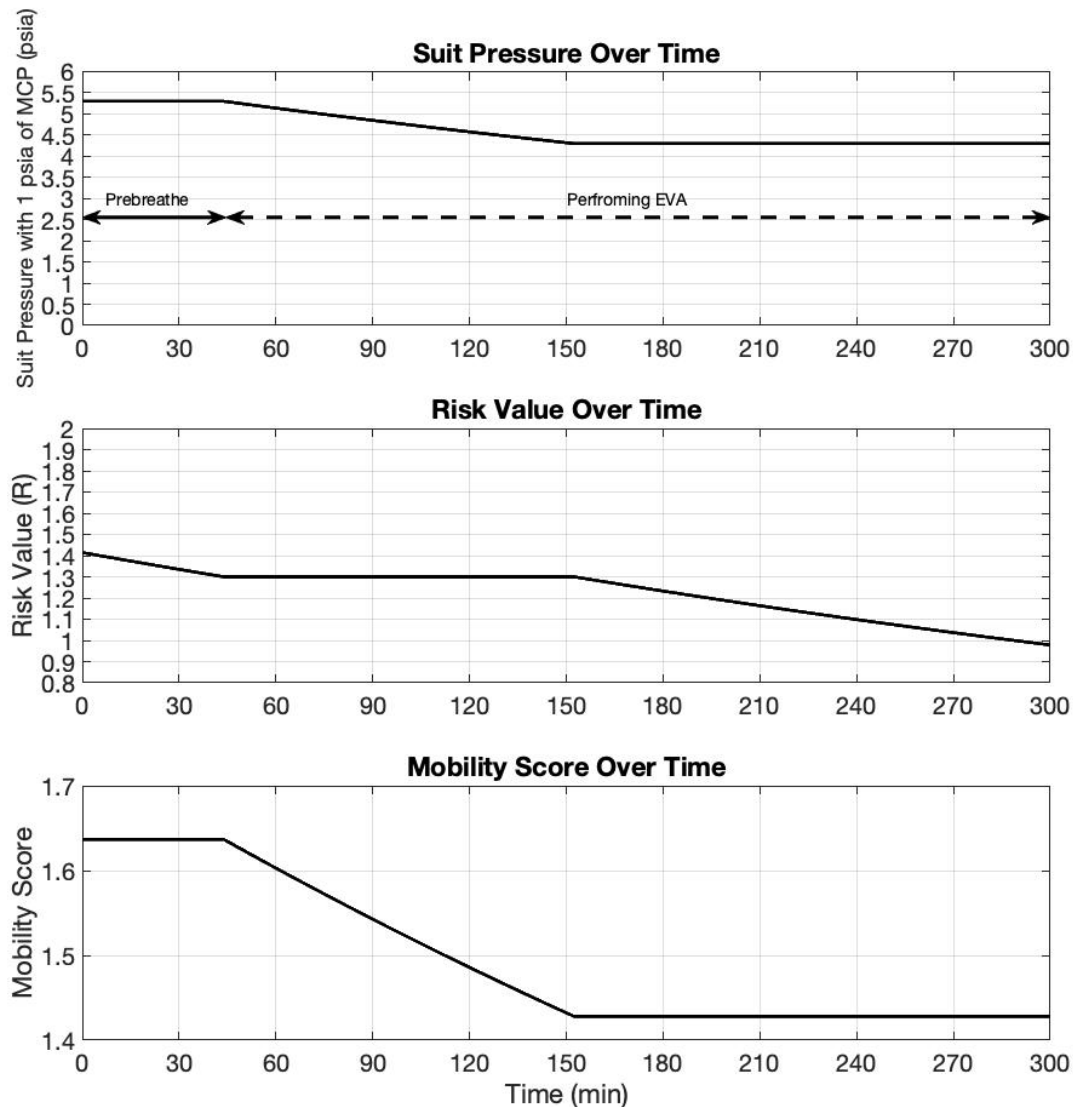 Suit Pressure Over Time
Suit Pressure with 1 psia of MCP (psia)
6
5.5
5
4.5
4
3.5
3
2.5
2
1.5
1
0.5
0
Prebreathe
Perfroming EVA
0 30 60 90 120 150 180 210 240 270 300
Risk Value Over Time
Risk Value (R)
2
1.9
1.8
1.7
1.6
1.5
1.4
1.3
1.2
1.1
1
0.9
0.8
0 30 60 90 120 150 180 210 240 270 300
Mobility Score Over Time
Mobility Score
1.7
1.6
1.5
1.4
0 30 60 90 120 150 180 210 240 270 300
Time (min)